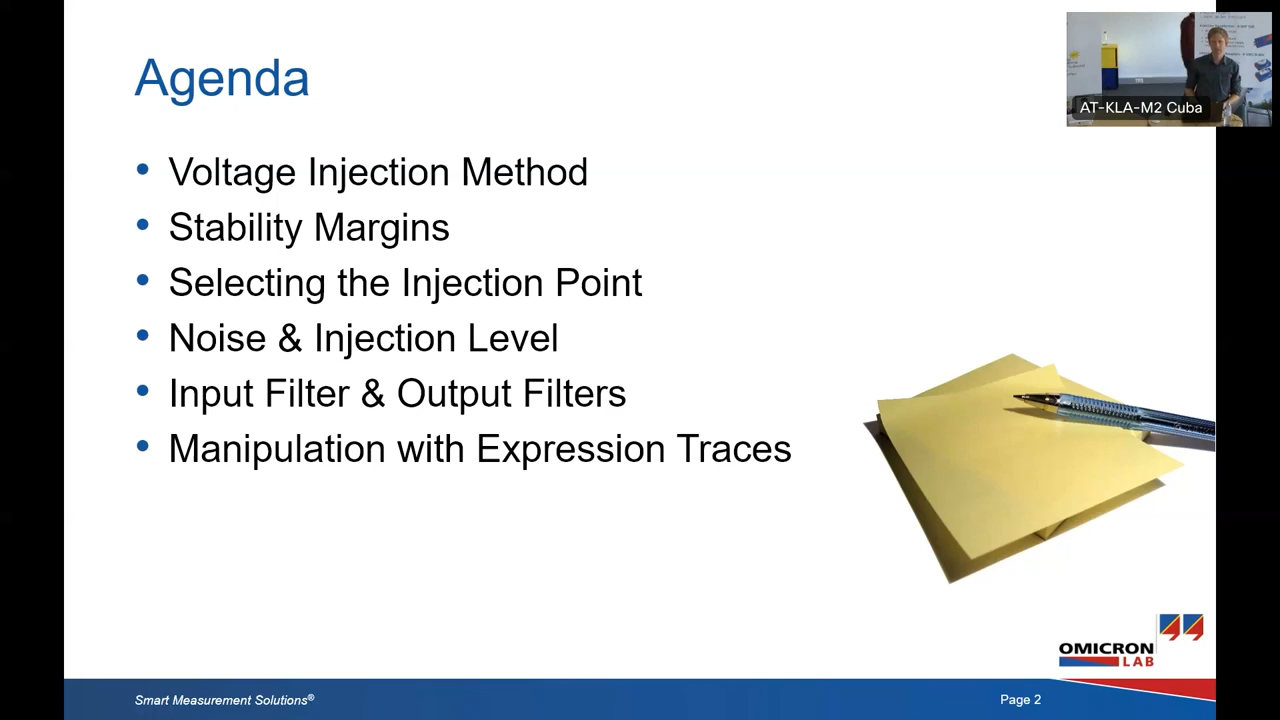 Agenda
AT-KLA-M2 Cuba
• Voltage Injection Method
• Stability Margins
• Selecting the Injection Point
• Noise & Injection Level
• Input Filter & Output Filters
• Manipulation with Expression Traces
OMICRON
LAB
Smart Measurement Solutions®
Page 2